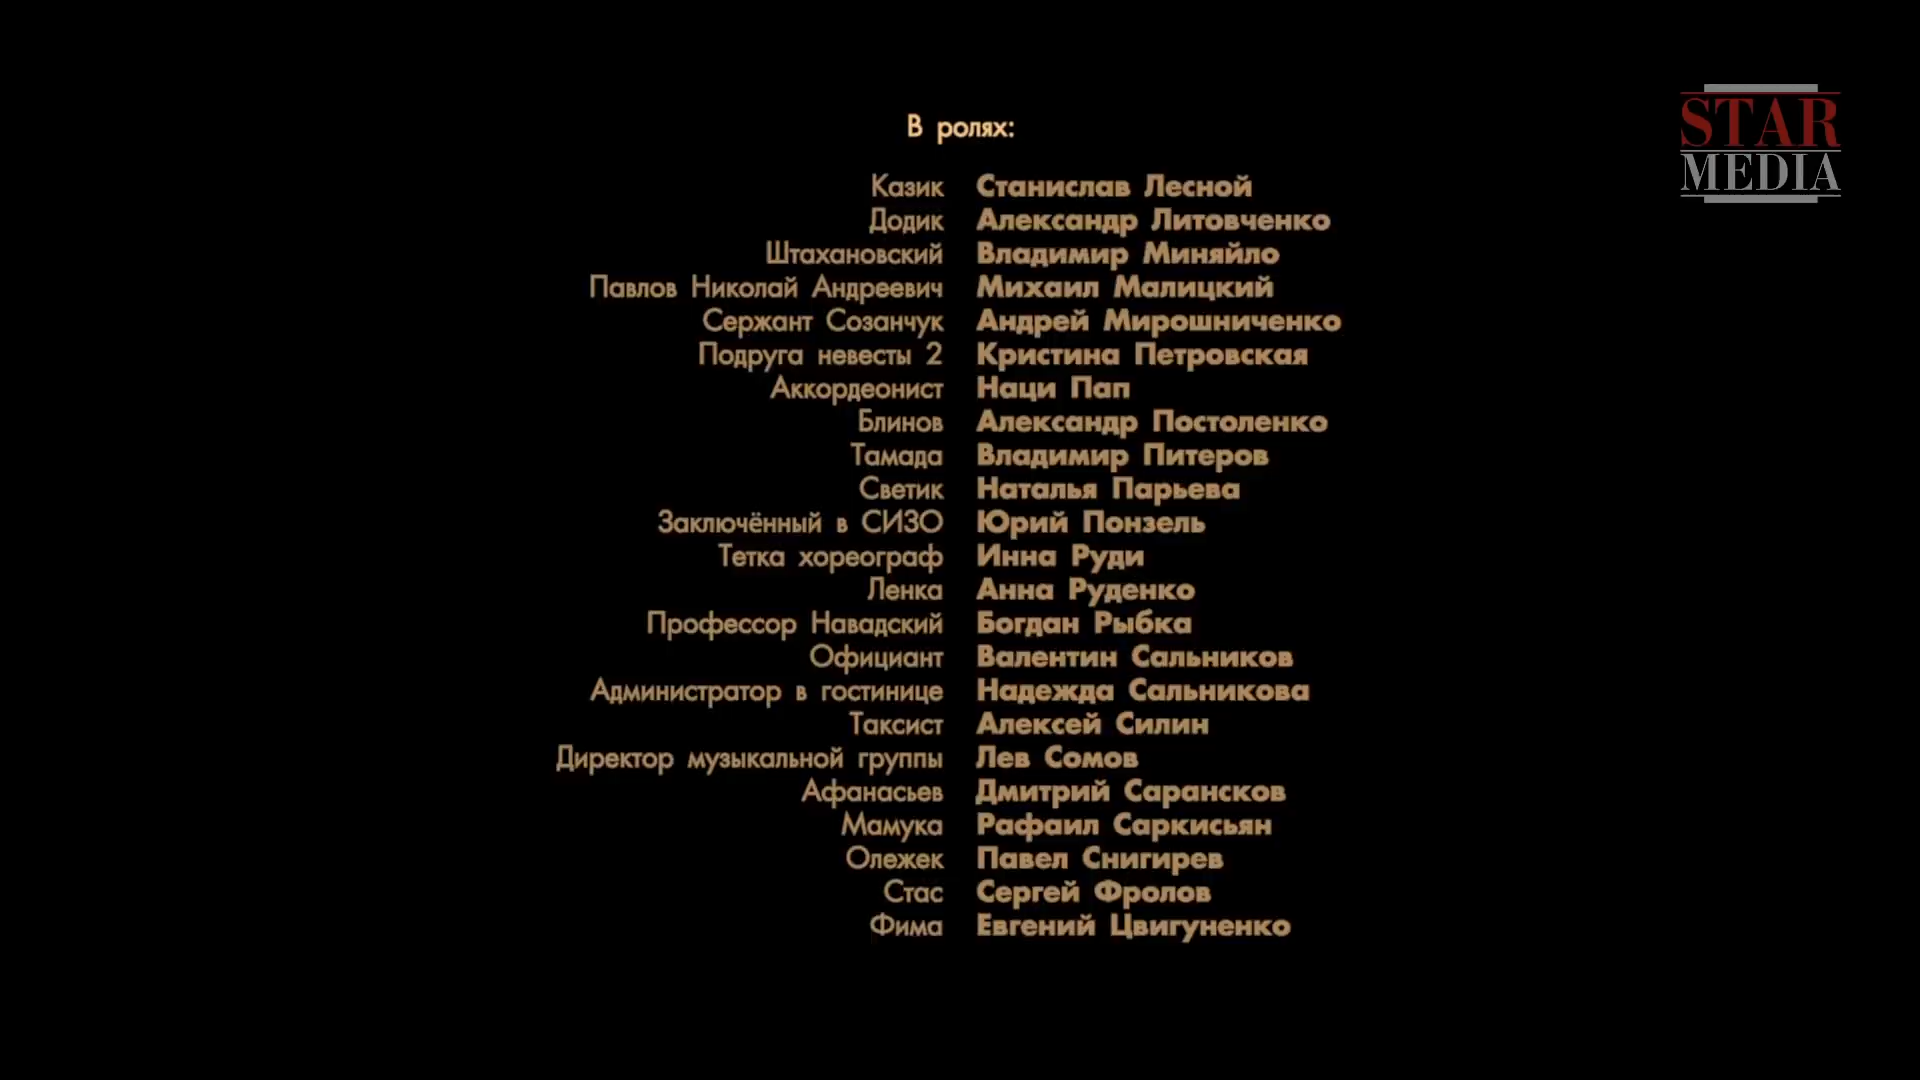 В ролях:
STAR
MEDIA
Казик Станислав Лесной
Додик Александр Литовченко
Штахановский Владимир Миняйло
Павлов Николай Андреевич Михаил Малицкий
Сержант Созанчук Андрей Мирошниченко
Подруга невесты 2 Кристина Петровская
Аккордеонист Наци Пап
Блинов Александр Постоленко
Тамада Владимир Питеров
Светик Наталья Парьева
Заключённый в СИЗО Юрий Понзель
Тетка хореограф Инна Руди
Ленка Анна Руденко
Профессор Навадский Богдан Рыбка
Официант Валентин Сальников
Администратор в гостинице Надежда Сальникова
Таксист Алексей Силин
Директор музыкальной группы Лев Сомов
Афанасьев Дмитрий Сарансков
Мамука Рафаил Саркисьян
Олежек Павел Снигирев
Стас Сергей Фролов
Фима Евгений Цвигуненко